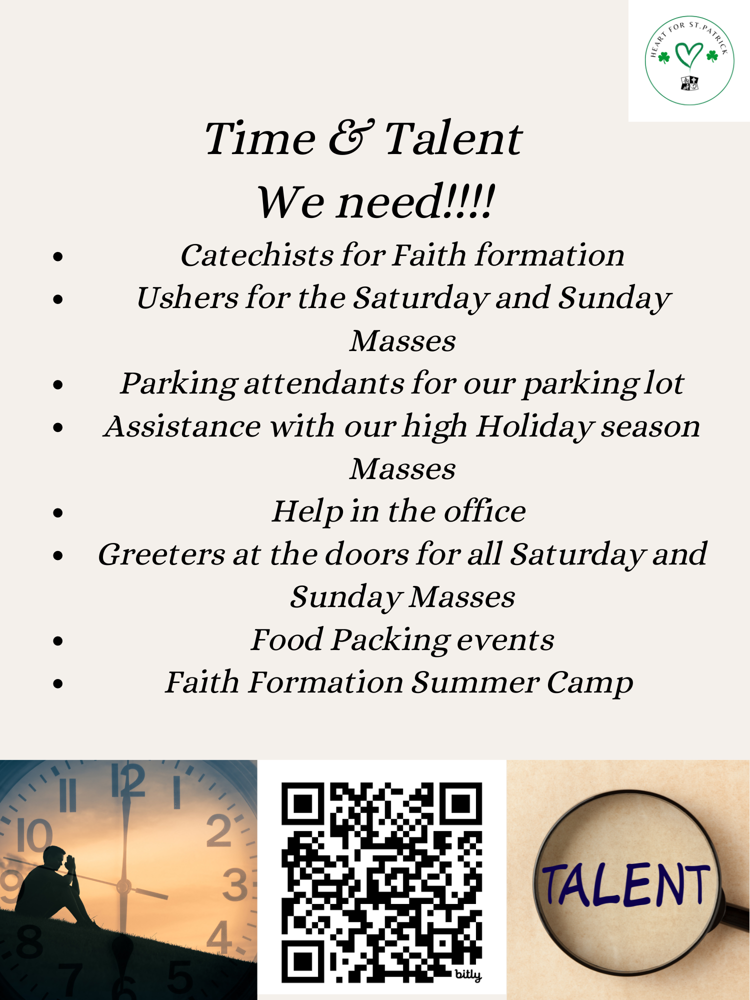 HEART FOR ST.PATRICK
Time & Talent
We need!!!!
• Catechists for Faith formation
• Ushers for the Saturday and Sunday
Masses
• Parking attendants for our parking lot
• Assistance with our high Holiday season
Masses
• Help in the office
• Greeters at the doors for all Saturday and
Sunday Masses
• Food Packing events
• Faith Formation Summer Camp
12
11
1
10
2
9
3
8
4
7
5
6
bitly
TALENT